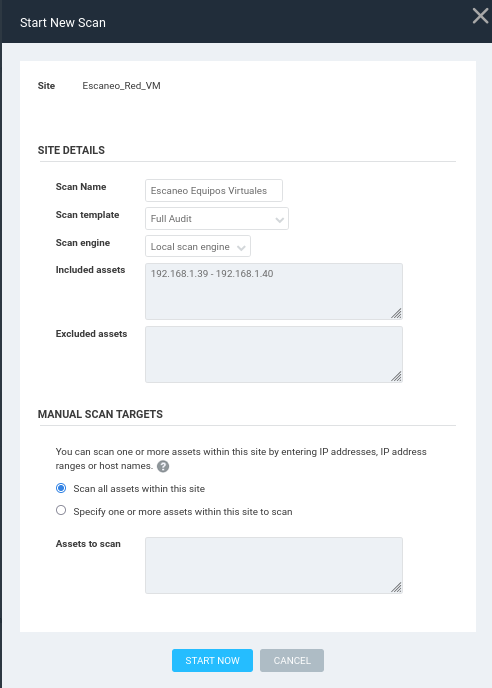 Start New Scan
Site Escaneo_Red_VM
SITE DETAILS
Scan Name Escaneo Equipos Virtuales
Scan template Full Audit
Scan engine Local scan engine
Included assets 192.168.1.39 - 192.168.1.40
Excluded assets
MANUAL SCAN TARGETS
You can scan one or more assets within this site by entering IP addresses, IP address
ranges or host names. ?
Scan all assets within this site
Specify one or more assets within this site to scan
Assets to scan
START NOW CANCEL